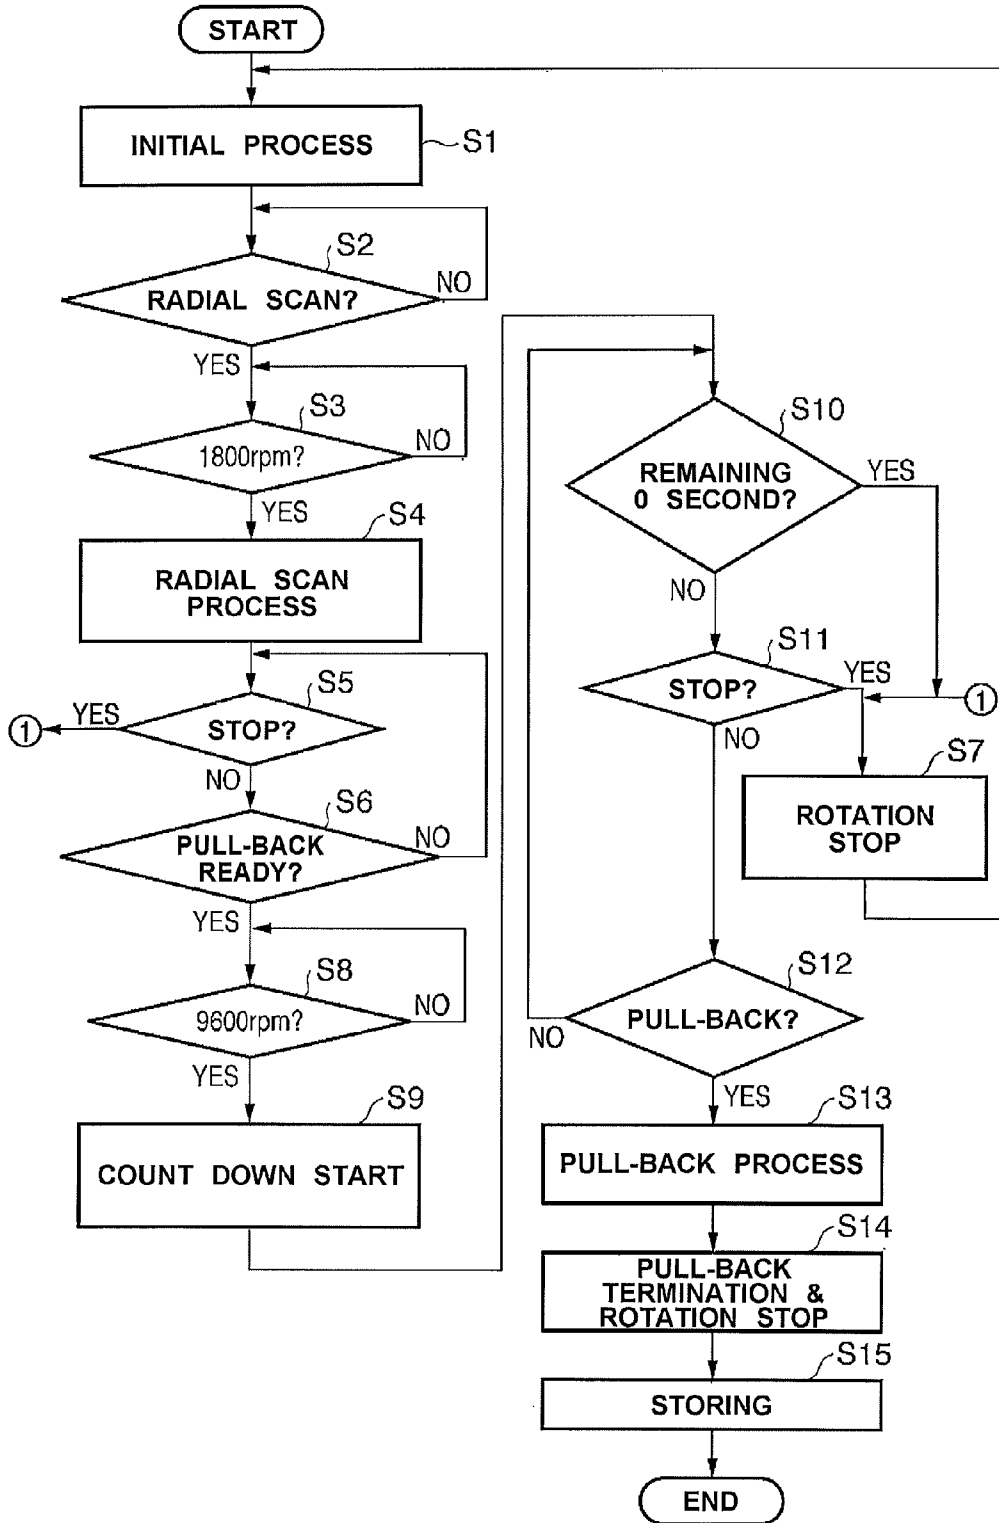 START
INITIAL PROCESS
S1
S2
RADIAL SCAN?
NO
YES
S3
1800rpm?
NO
YES
S4
RADIAL SCAN
PROCESS
S5
STOP?
YES
1
NO
S6
PULL-BACK
READY?
NO
YES
S8
9600rpm?
NO
YES
S9
COUNT DOWN START
S10
REMAINING
0 SECOND?
YES
NO
S11
STOP?
YES
1
NO
S7
ROTATION
STOP
S12
PULL-BACK?
NO
YES
S13
PULL-BACK PROCESS
S14
PULL-BACK
TERMINATION &
ROTATION STOP
S15
STORING
END